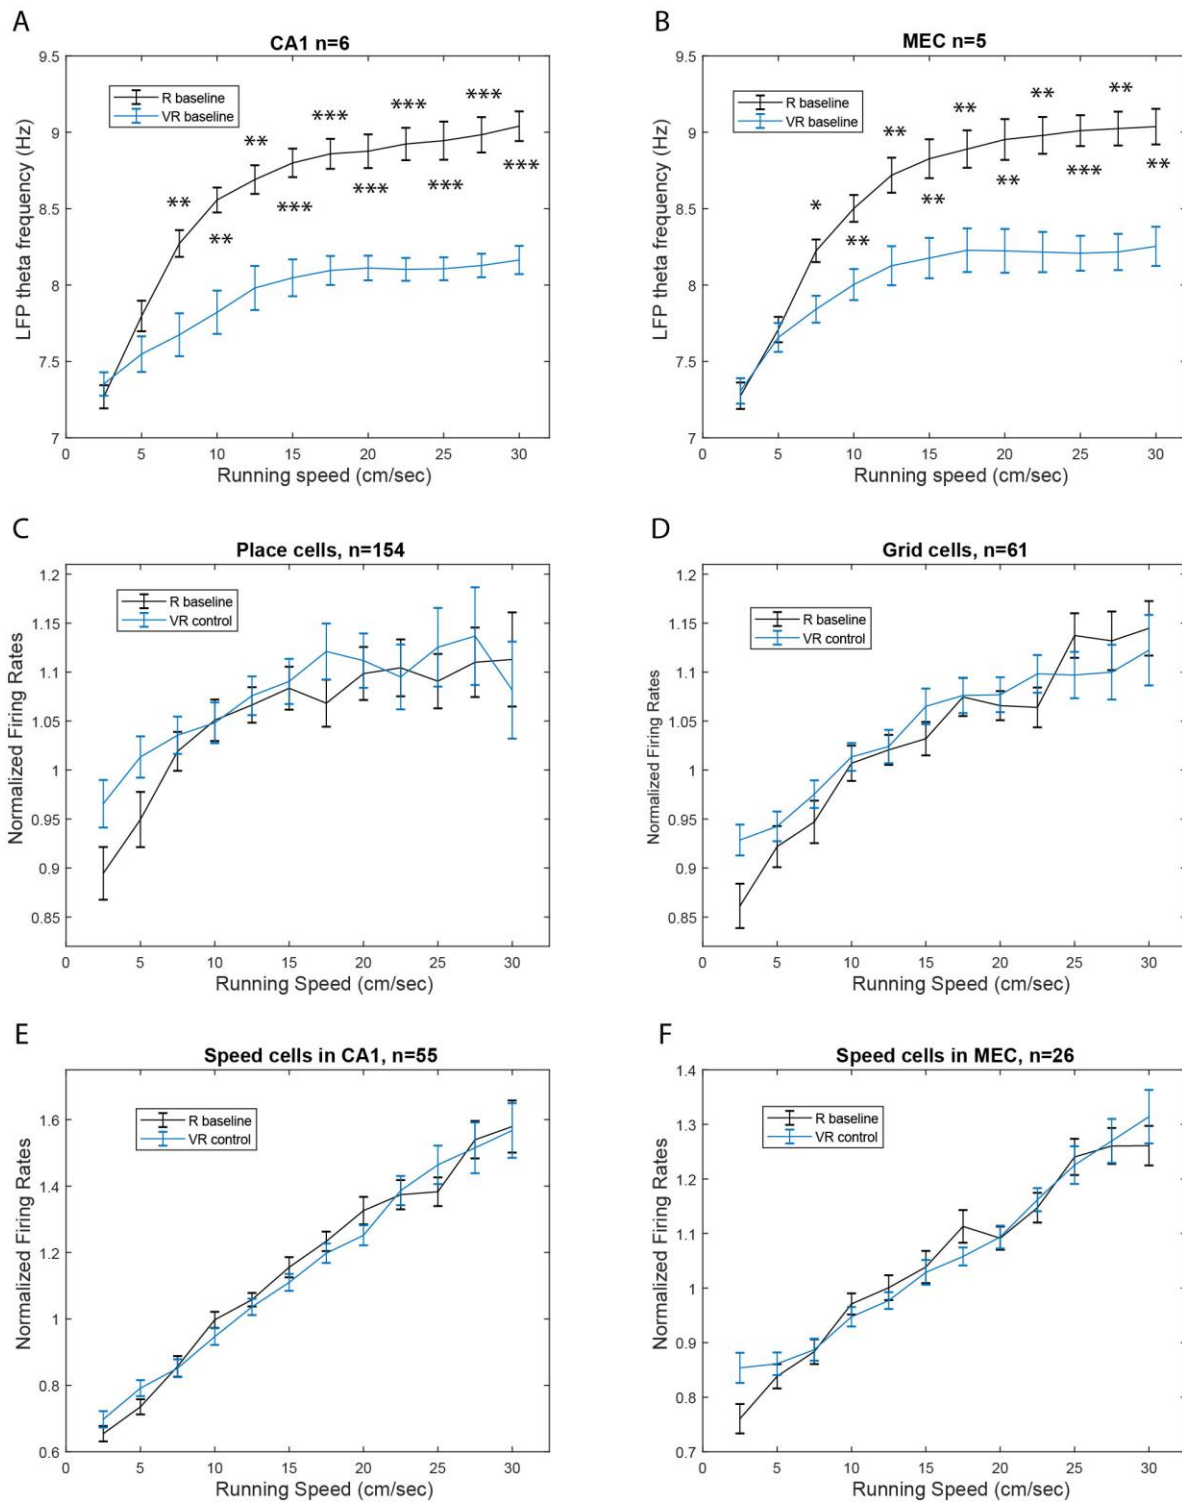 A
CA1 n=6
R baseline
VR baseline
LFP theta frequency (Hz)
9.5
9
8.5
8
7.5
7
** ** ** *** *** *** *** *** *** ***
0 5 10 15 20 25 30
Running speed (cm/sec)
B
MEC n=5
R baseline
VR baseline
LFP theta frequency (Hz)
9.5
9
8.5
8
7.5
7
* ** ** ** ** ** ** *** ** **
0 5 10 15 20 25 30
Running speed (cm/sec)
C
Place cells, n=154
R baseline
VR control
Normalized Firing Rates
1.2
1.15
1.1
1.05
1
0.95
0.9
0.85
0 5 10 15 20 25 30
Running Speed (cm/sec)
D
Grid cells, n=61
R baseline
VR control
Normalized Firing Rates
1.2
1.15
1.1
1.05
1
0.95
0.9
0.85
0 5 10 15 20 25 30
Running Speed (cm/sec)
E
Speed cells in CA1, n=55
R baseline
VR control
Normalized Firing Rates
1.6
1.4
1.2
1
0.8
0.6
0 5 10 15 20 25 30
Running Speed (cm/sec)
F
Speed cells in MEC, n=26
R baseline
VR control
Normalized Firing Rates
1.4
1.3
1.2
1.1
1
0.9
0.8
0.7
0 5 10 15 20 25 30
Running Speed (cm/sec)